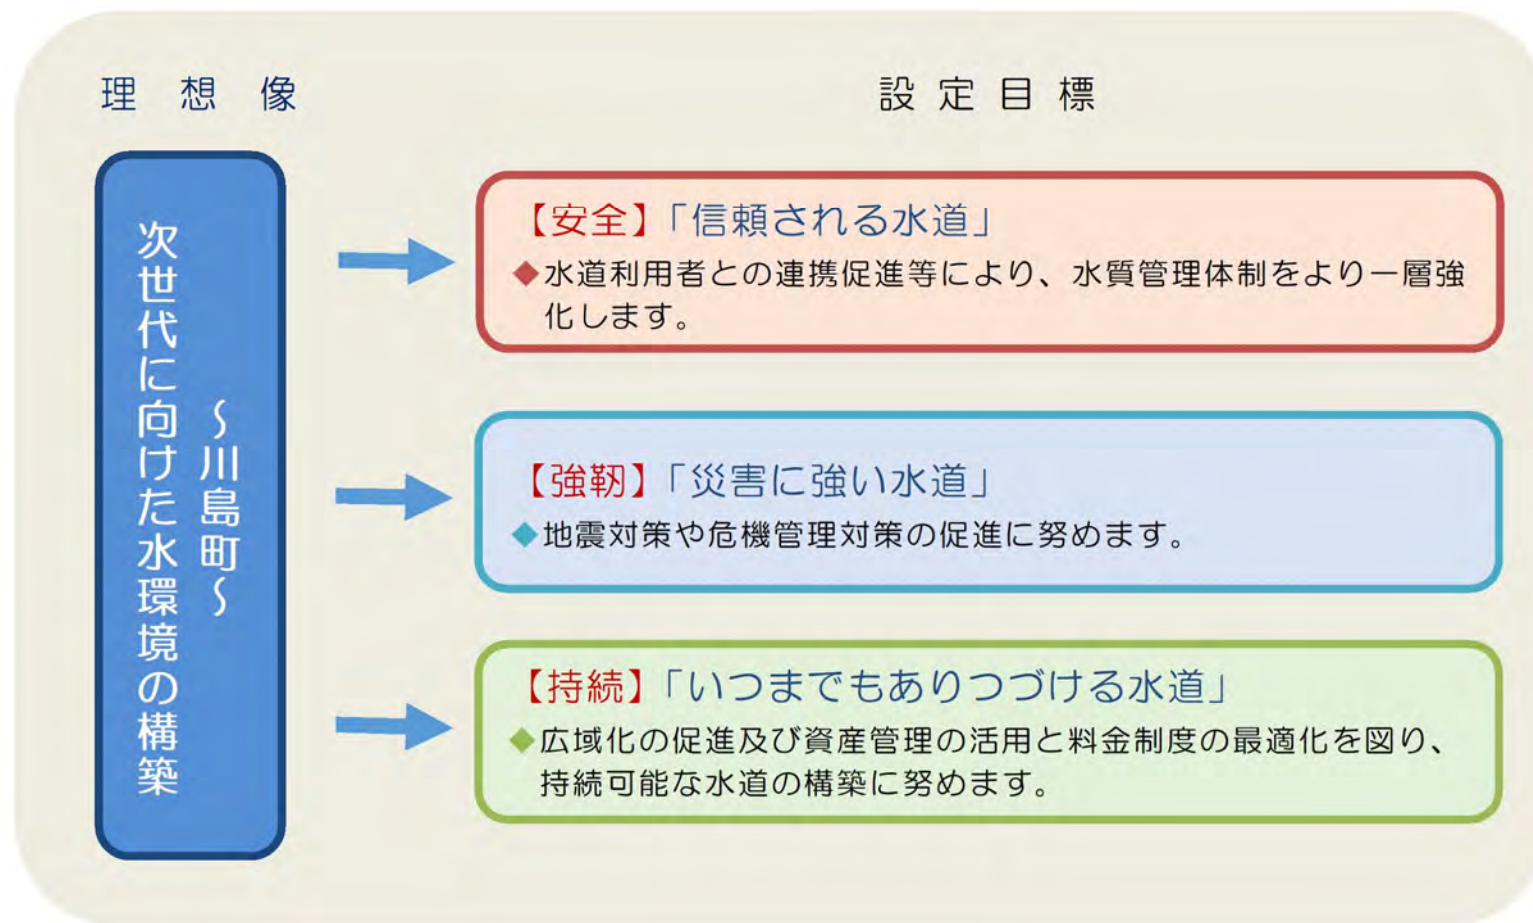 理想像
次世代に向けた水環境の構築
～川島町～
設定目標
【安全】「信頼される水道」
◆水道利用者との連携促進等により、水質管理体制をより一層強
化します。
【強靭】「災害に強い水道」
◆地震対策や危機管理対策の促進に努めます。
【持続】「いつまでもありつづける水道」
◆広域化の促進及び資産管理の活用と料金制度の最適化を図り、
持続可能な水道の構築に努めます。